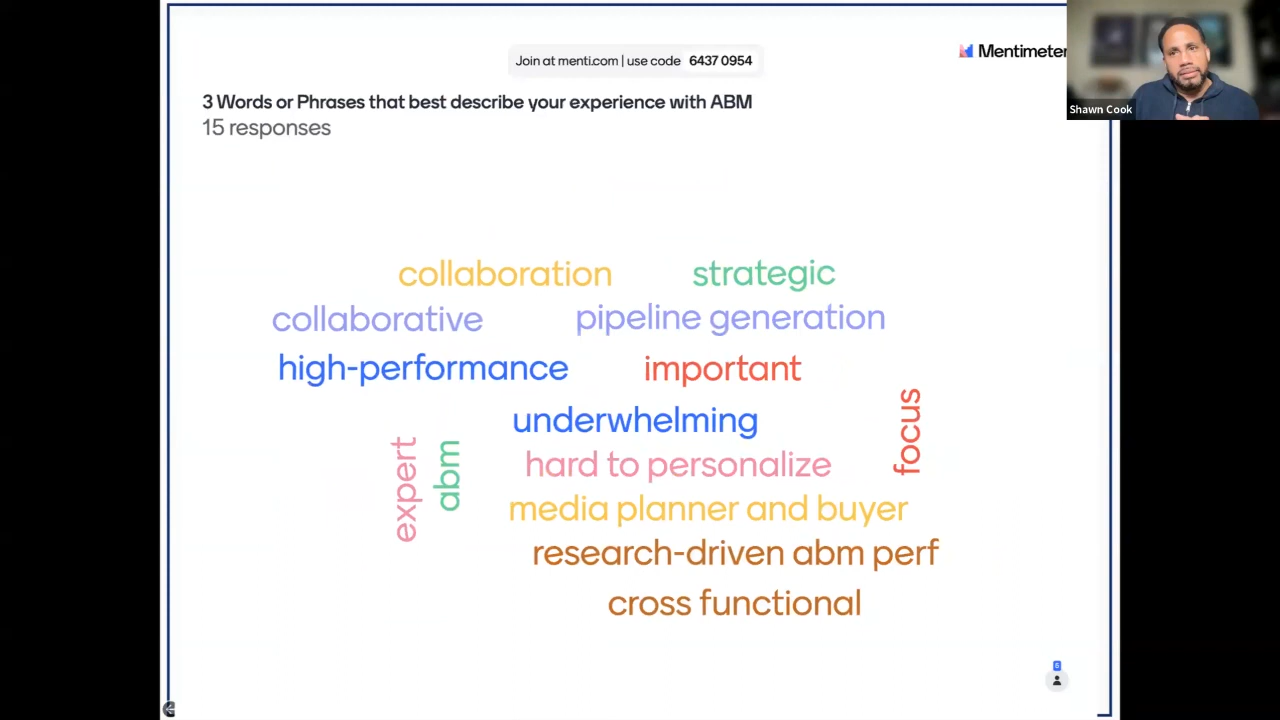 Join at menti.com | use code 6437 0954
Mentimeter
Shawn Cook
3 Words or Phrases that best describe your experience with ABM
15 responses
collaboration
strategic
collaborative
pipeline generation
high-performance
important
focus
underwhelming
expert
abm
hard to personalize
media planner and buyer
research-driven abm perf
cross functional
6